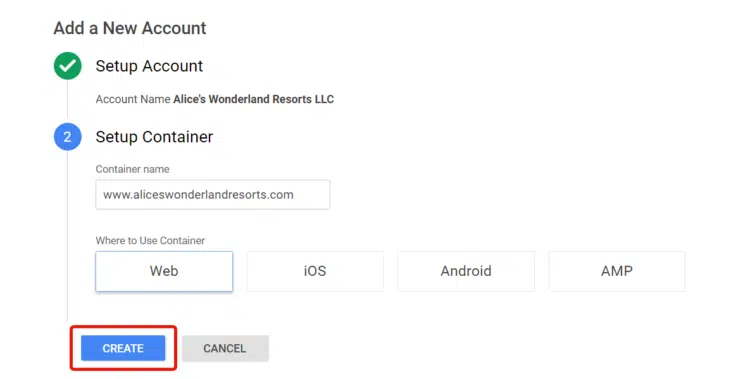 Add a New Account
Setup Account
Account Name Alice's Wonderland Resorts LLC
2 Setup Container
Container name
www.aliceswonderlandresorts.com
Where to Use Container
Web iOS Android AMP
CREATE CANCEL